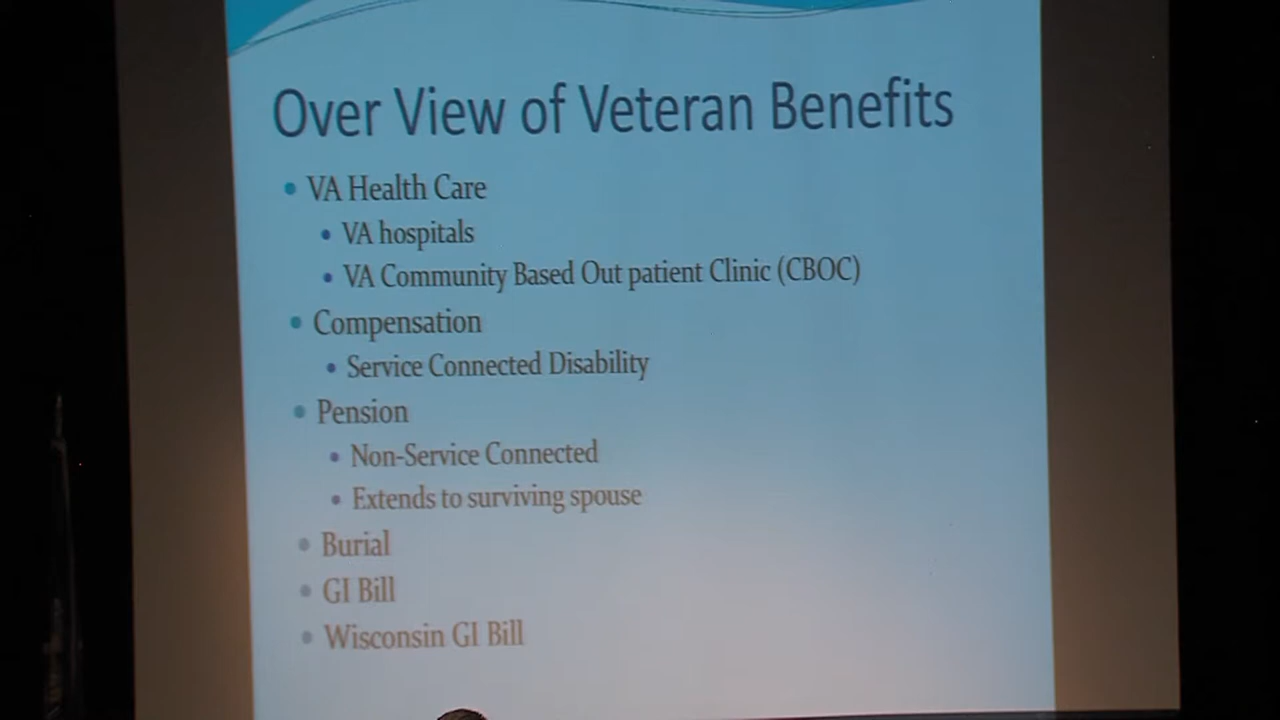 Over View of Veteran Benefits
• VA Health Care
• VA hospitals
• VA Community Based Out patient Clinic (CBOC)
• Compensation
• Service Connected Disability
• Pension
• Non-Service Connected
• Extends to surviving spouse
• Burial
• GI Bill
• Wisconsin GI Bill